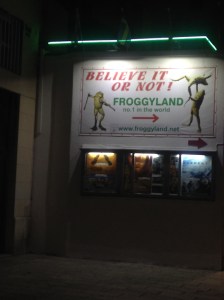 BELIEVE IT
OR NOT!
FROGGYLAND
no.1 in the world
www.froggyland.net